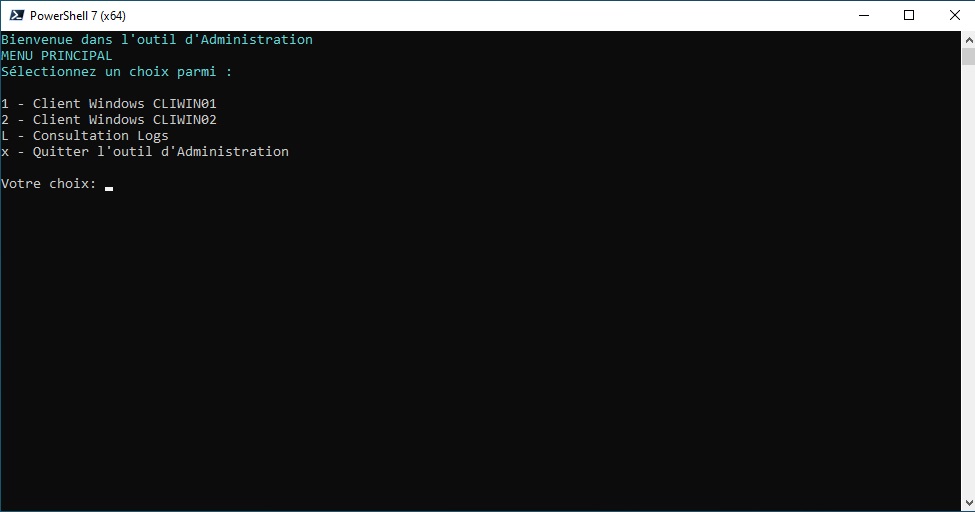 PowerShell 7 (x64)
Bienvenue dans l'outil d'Administration
MENU PRINCIPAL
Sélectionnez un choix parmi :
1 - Client Windows CLIWIN01
2 - Client Windows CLIWIN02
L - Consultation Logs
x - Quitter l'outil d'Administration
Votre choix: